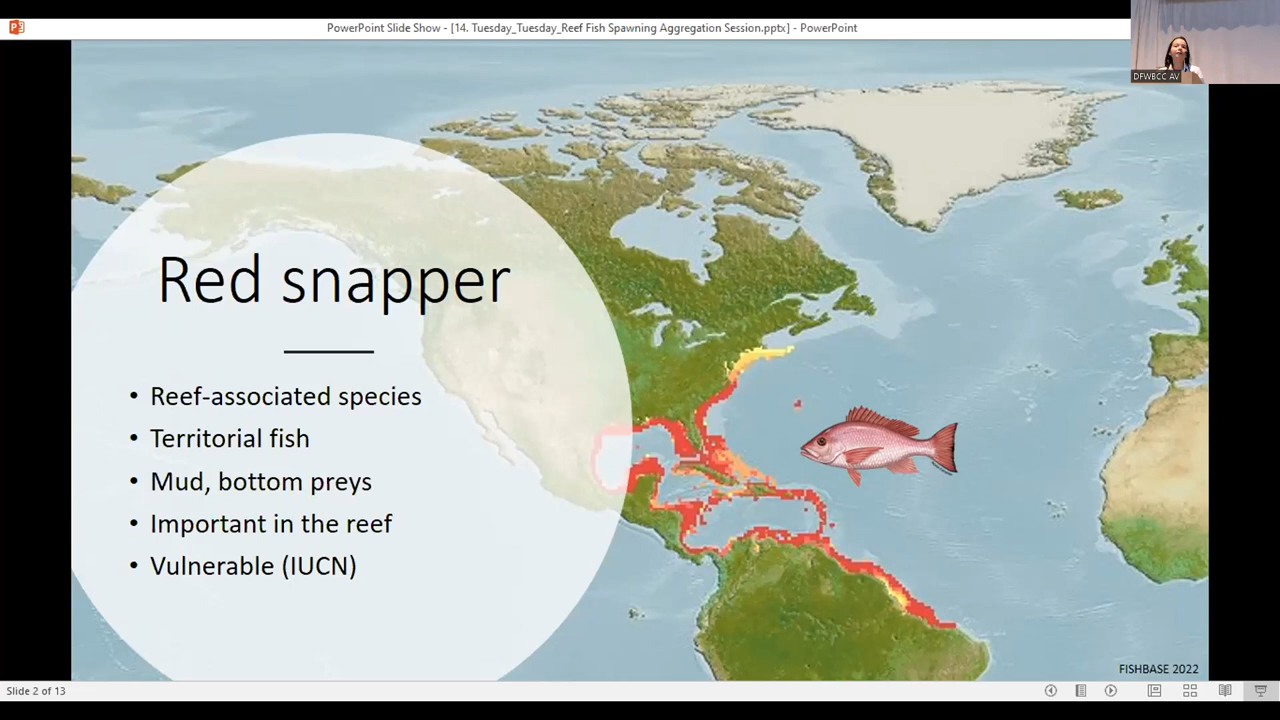 PowerPoint Slide Show - [14. Tuesday_Tuesday_Reef Fish Spawning Aggregation Session.pptx] - PowerPoint
DFWBCC AV
Red snapper
• Reef-associated species
• Territorial fish
• Mud, bottom preys
• Important in the reef
• Vulnerable (IUCN)
FISHBASE 2022
Slide 2 of 13